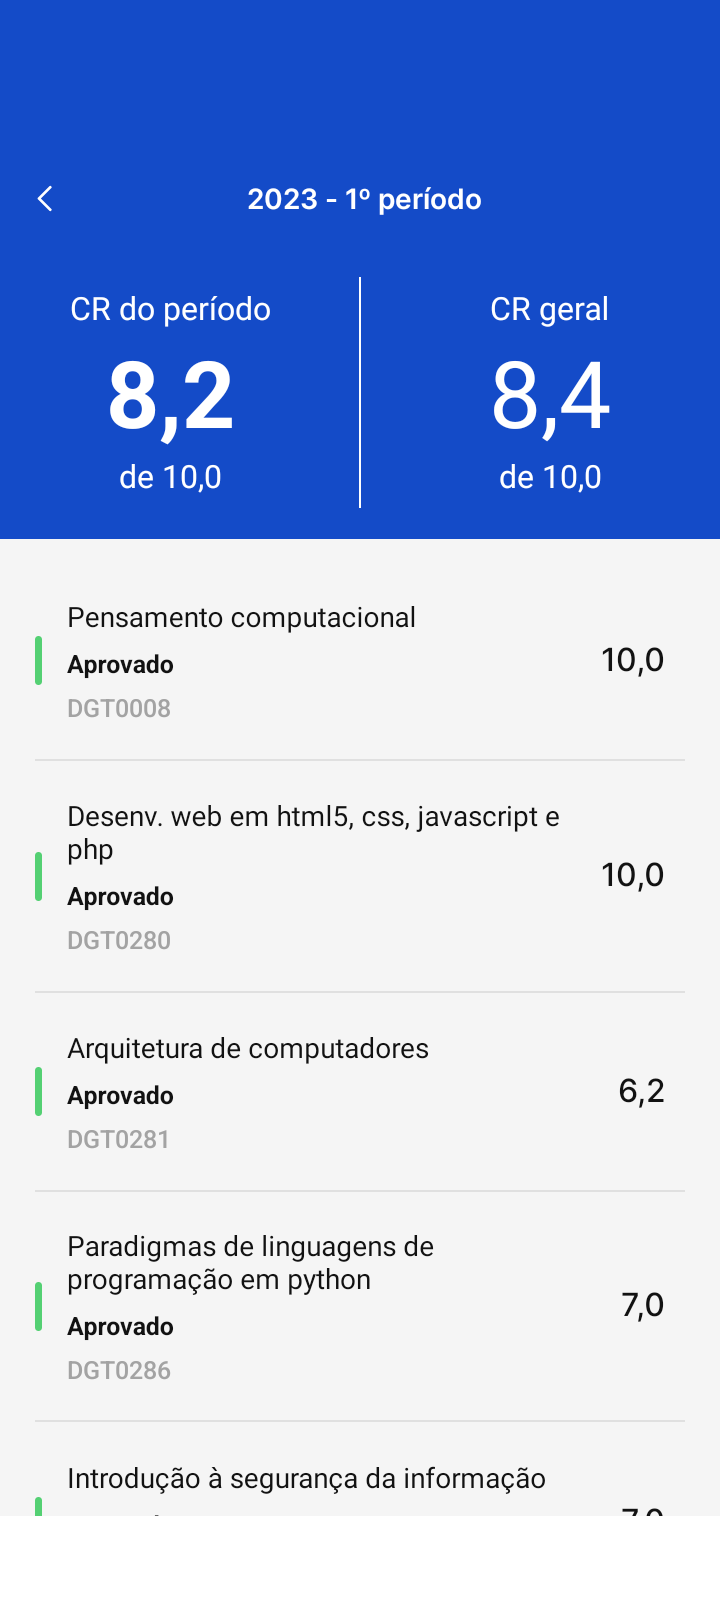 2023 - 1º período
CR do período
8,2
de 10,0
CR geral
8,4
de 10,0
Pensamento computacional
Aprovado
DGT0008
10,0
Desenv. web em html5, css, javascript e
php
Aprovado
DGT0280
10,0
Arquitetura de computadores
Aprovado
DGT0281
6,2
Paradigmas de linguagens de
programação em python
Aprovado
DGT0286
7,0
Introdução à segurança da informação